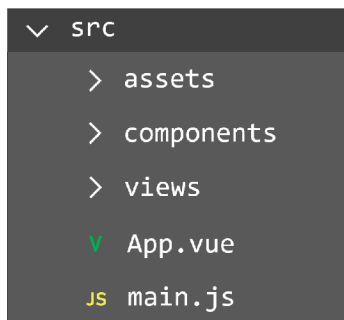 src
assets
components
views
V App.vue
JS main.js